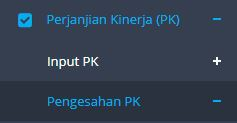 Perjanjian Kinerja (PK) −
Input PK +
Pengesahan PK −